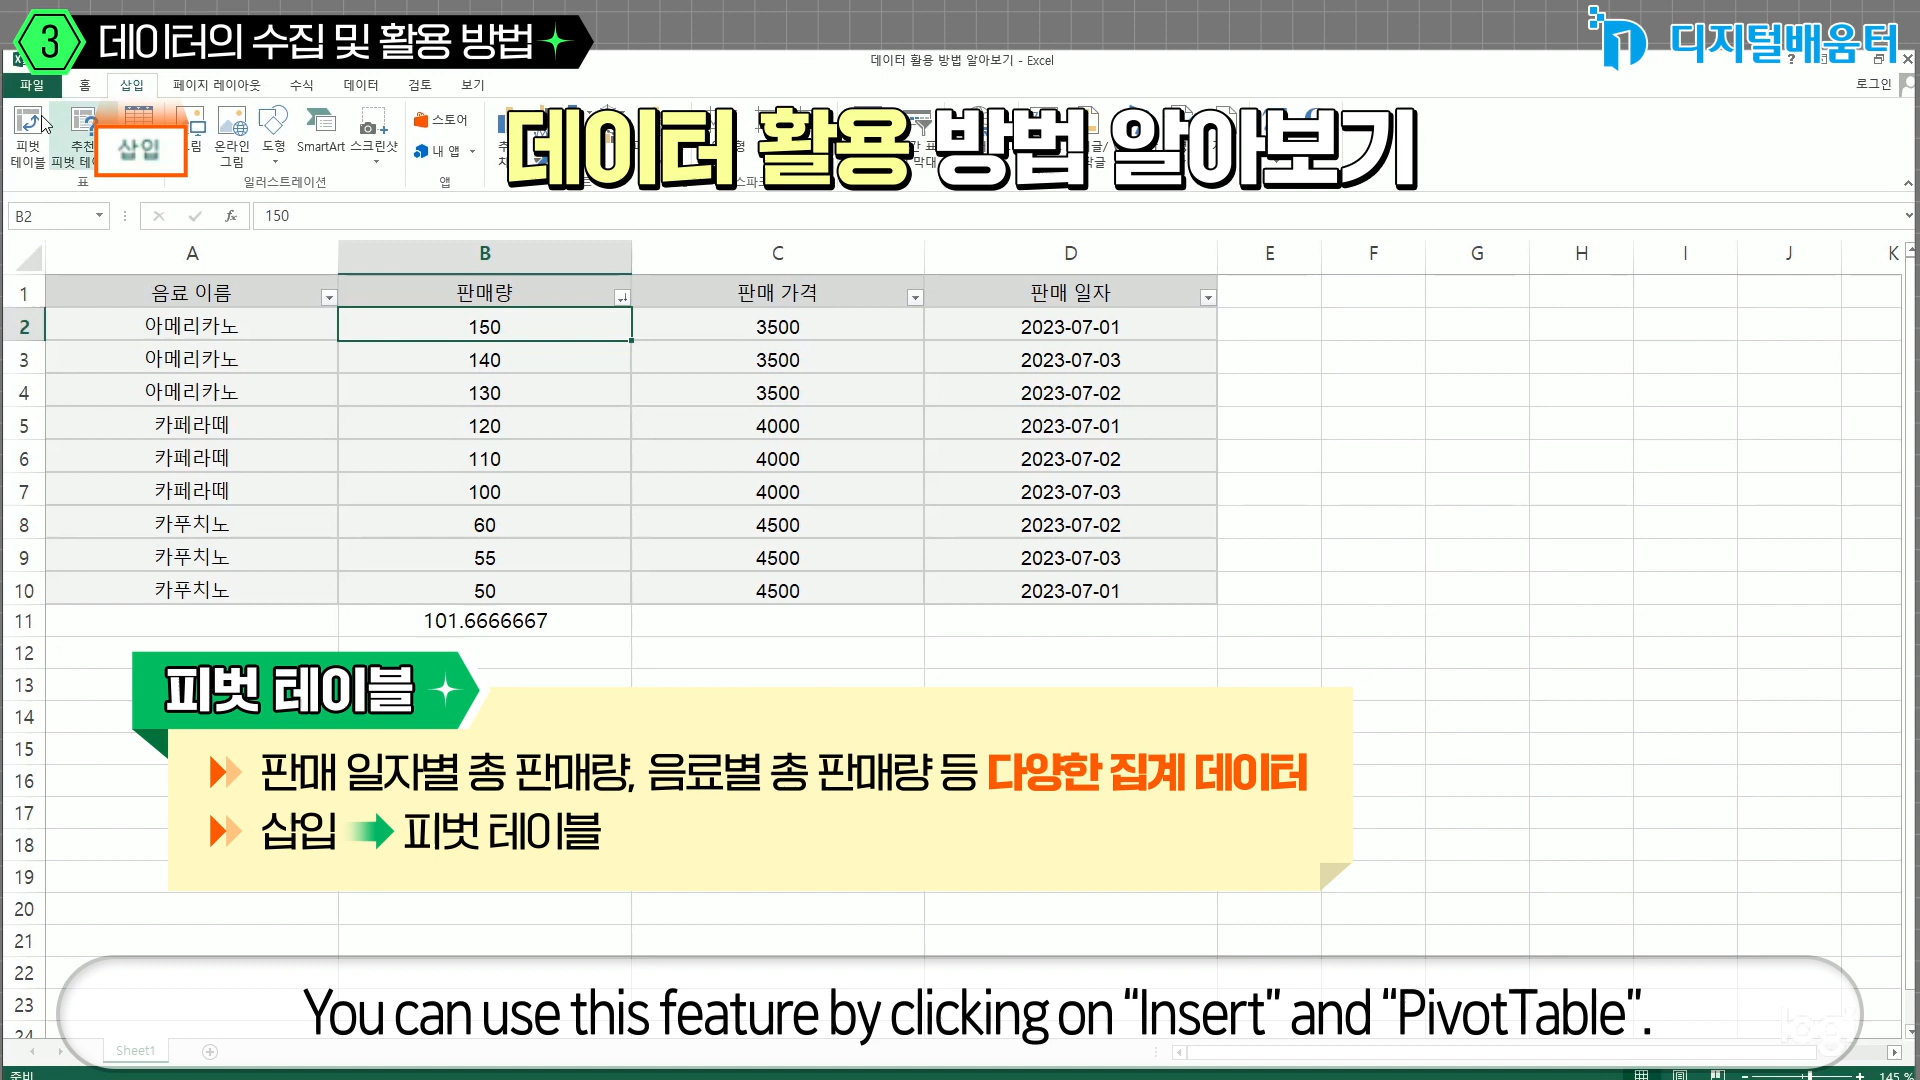 3 데이터의 수집 및 활용 방법
디지털배움터
데이터 활용 방법 알아보기 - Excel
파일 홈 삽입 페이지 레이아웃 수식 데이터 검토 보기
로그인
데이터 활용 방법 알아보기
피벗 테이블
추천
삽입
온라인 그림
도형
SmartArt
스크린샷
스토어
내 앱
표
일러스트레이션
앱
B2
fx
150
A B C D E F G H I J K
1 음료 이름 판매량 판매 가격 판매 일자
2 아메리카노 150 3500 2023-07-01
3 아메리카노 140 3500 2023-07-03
4 아메리카노 130 3500 2023-07-02
5 카페라떼 120 4000 2023-07-01
6 카페라떼 110 4000 2023-07-02
7 카페라떼 100 4000 2023-07-03
8 카푸치노 60 4500 2023-07-02
9 카푸치노 55 4500 2023-07-03
10 카푸치노 50 4500 2023-07-01
11 101.6666667
12
13
14
15
16
17
18
19
20
21
22
23
24
피벗 테이블
판매 일자별 총 판매량, 음료별 총 판매량 등 다양한 집계 데이터
삽입 → 피벗 테이블
You can use this feature by clicking on “Insert” and “PivotTable”.
Sheet1
준비
145 %